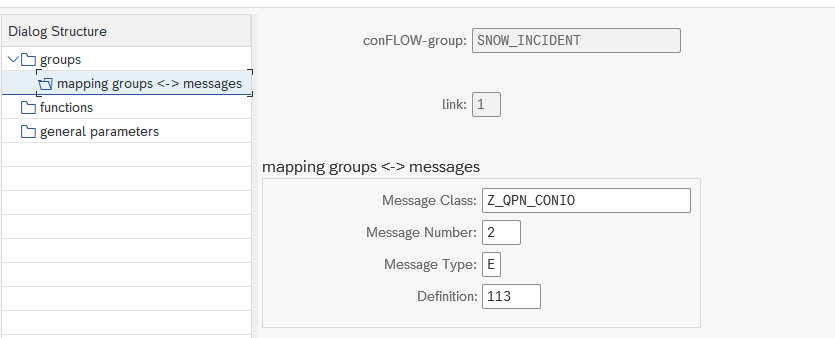 Dialog Structure
groups
mapping groups <-> messages
functions
general parameters
conFLOW-group: SNOW_INCIDENT
link: 1
mapping groups <-> messages
Message Class: Z_QPN_CONIO
Message Number: 2
Message Type: E
Definition: 113